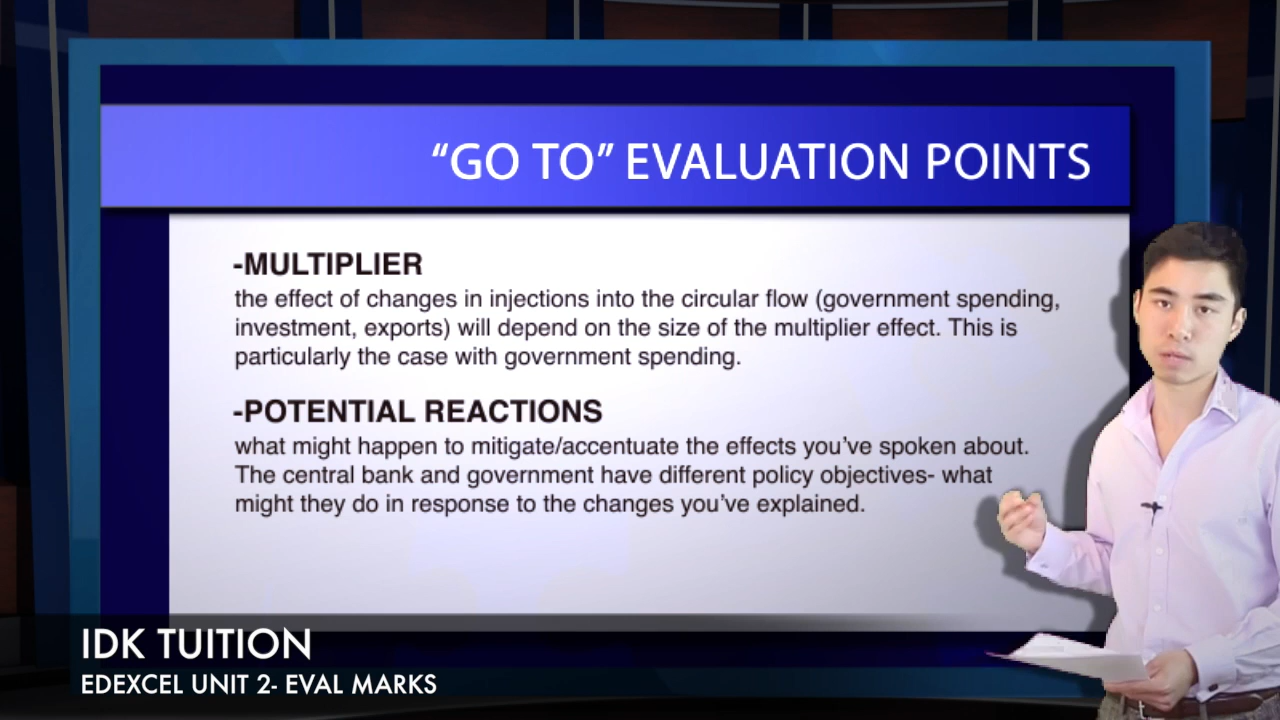 “GO TO” EVALUATION POINTS
-MULTIPLIER
the effect of changes in injections into the circular flow (government spending,
investment, exports) will depend on the size of the multiplier effect. This is
particularly the case with government spending.
-POTENTIAL REACTIONS
what might happen to mitigate/accentuate the effects you’ve spoken about.
The central bank and government have different policy objectives- what
might they do in response to the changes you’ve explained.
IDK TUITION
EDEXCEL UNIT 2- EVAL MARKS